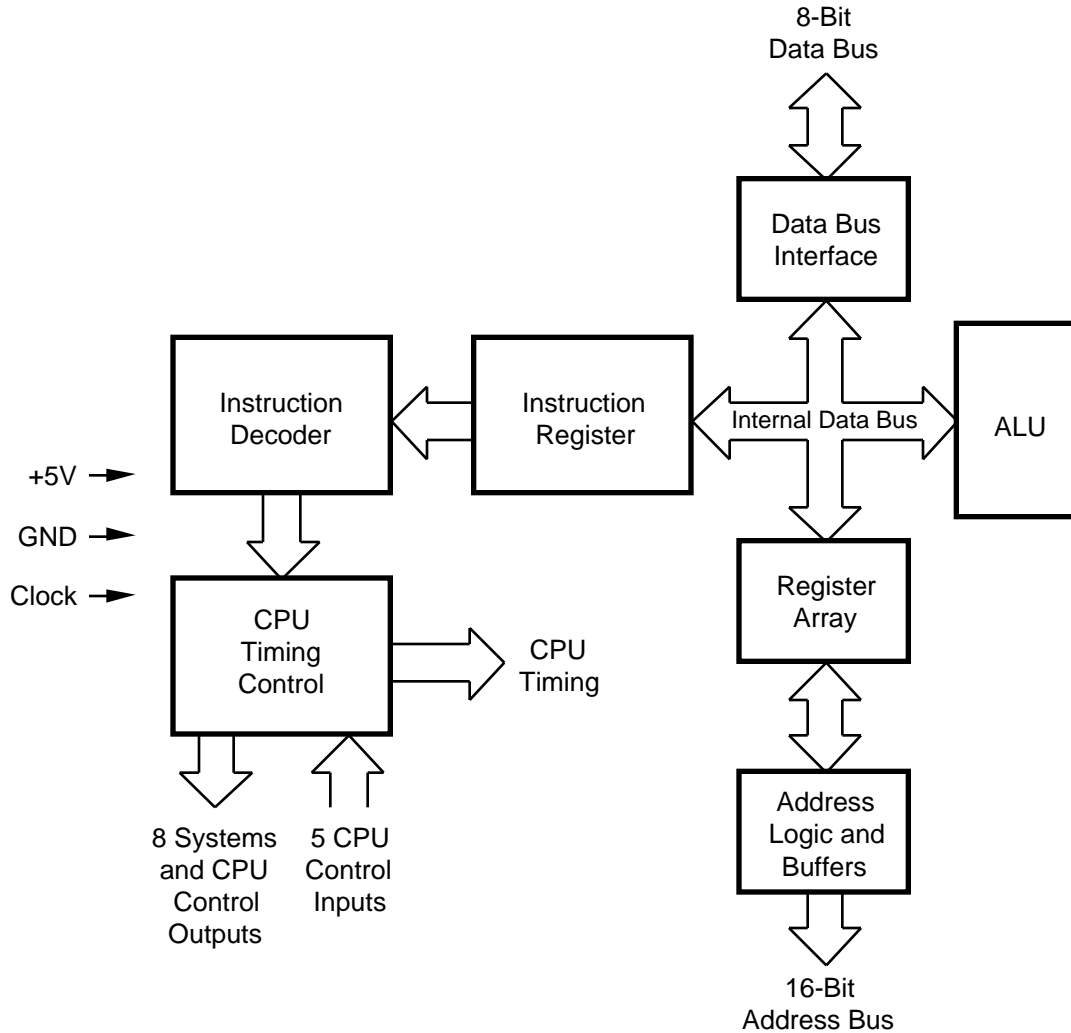 8-Bit
Data Bus
Data Bus
Interface
Instruction
Decoder
Instruction
Register
Internal Data Bus
ALU
+5V
GND
Clock
CPU
Timing
Control
CPU
Timing
Register
Array
8 Systems
and CPU
Control
Outputs
5 CPU
Control
Inputs
Address
Logic and
Buffers
16-Bit
Address Bus